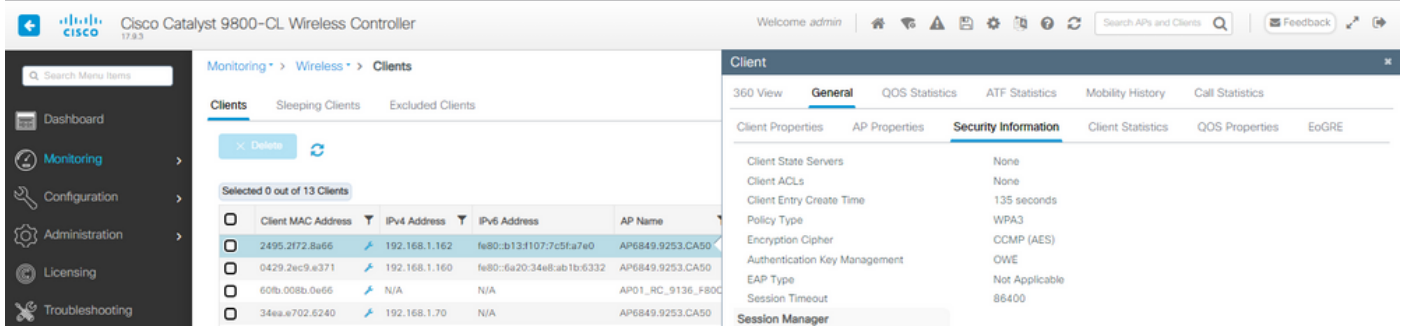 CISCO
Cisco Catalyst 9800-CL Wireless Controller
17.9.3
Welcome admin
Search APs and Clients
Feedback
Search Menu Items
Dashboard
Monitoring
Configuration
Administration
Licensing
Troubleshooting
Monitoring > Wireless > Clients
Clients Sleeping Clients Excluded Clients
× Delete
Selected 0 out of 13 Clients
Client MAC Address IPv4 Address IPv6 Address AP Name
2495.2f72.8a66 192.168.1.162 fe80::b13:f107:7c5f:a7e0 AP6849.9253.CA50
0429.2ec9.e371 192.168.1.160 fe80::6a20:34e8:ab1b:6332 AP6849.9253.CA50
60fb.008b.0e66 N/A N/A AP01_RC_9136_F80C
34ea.e702.6240 192.168.1.70 N/A AP6849.9253.CA50
Client
360 View General QOS Statistics ATF Statistics Mobility History Call Statistics
Client Properties AP Properties Security Information Client Statistics QOS Properties EoGRE
Client State Servers None
Client ACLs None
Client Entry Create Time 135 seconds
Policy Type WPA3
Encryption Cipher CCMP (AES)
Authentication Key Management OWE
EAP Type Not Applicable
Session Timeout 86400
Session Manager